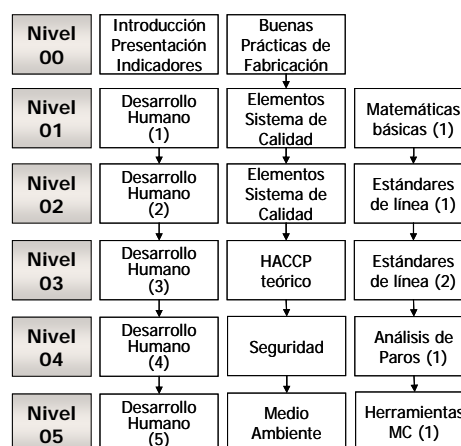 Nivel
00
Introducción
Presentación
Indicadores
Buenas
Prácticas de
Fabricación
Nivel
01
Desarrollo
Humano
(1)
Elementos
Sistema de
Calidad
Matemáticas
básicas (1)
Nivel
02
Desarrollo
Humano
(2)
Elementos
Sistema de
Calidad
Estándares
de línea (1)
Nivel
03
Desarrollo
Humano
(3)
HACCP
teórico
Estándares
de línea (2)
Nivel
04
Desarrollo
Humano
(4)
Seguridad
Análisis de
Paros (1)
Nivel
05
Desarrollo
Humano
(5)
Medio
Ambiente
Herramientas
MC (1)